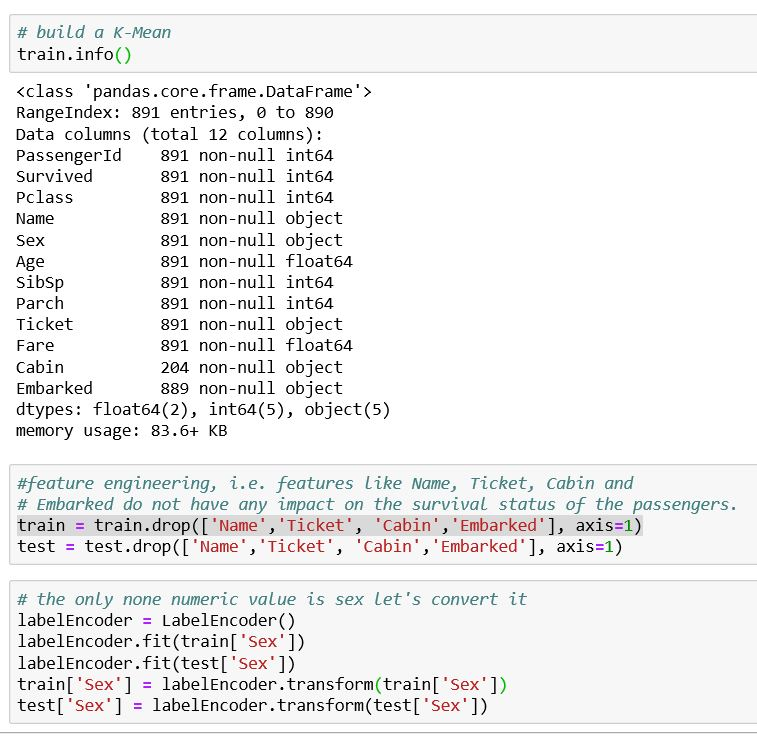 # build a K-Mean
train.info()
<class 'pandas.core.frame.DataFrame'>
RangeIndex: 891 entries, 0 to 890
Data columns (total 12 columns):
PassengerId    891 non-null int64
Survived       891 non-null int64
Pclass         891 non-null int64
Name           891 non-null object
Sex            891 non-null object
Age            891 non-null float64
SibSp          891 non-null int64
Parch          891 non-null int64
Ticket         891 non-null object
Fare           891 non-null float64
Cabin          204 non-null object
Embarked       889 non-null object
dtypes: float64(2), int64(5), object(5)
memory usage: 83.6+ KB
#feature engineering, i.e. features like Name, Ticket, Cabin and
# Embarked do not have any impact on the survival status of the passengers.
train = train.drop(['Name','Ticket', 'Cabin','Embarked'], axis=1)
test = test.drop(['Name','Ticket', 'Cabin','Embarked'], axis=1)
# the only none numeric value is sex let's convert it
labelEncoder = LabelEncoder()
labelEncoder.fit(train['Sex'])
labelEncoder.fit(test['Sex'])
train['Sex'] = labelEncoder.transform(train['Sex'])
test['Sex'] = labelEncoder.transform(test['Sex'])